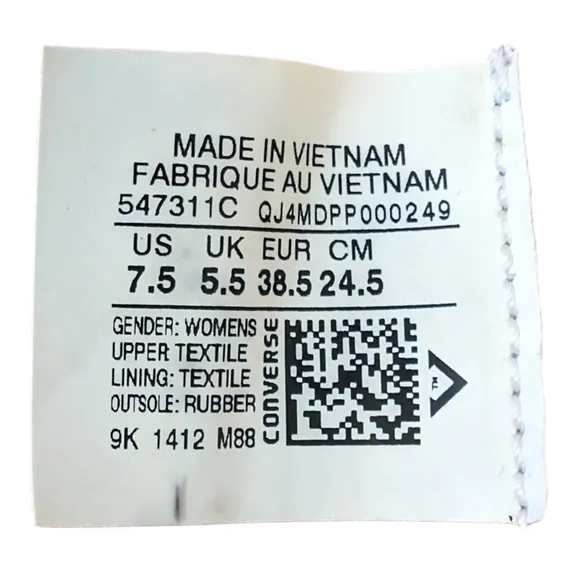 MADE IN VIETNAM
FABRIQUE AU VIETNAM
547311C QJ4MDPP000249
US UK EUR CM
7.5 5.5 38.5 24.5
GENDER: WOMENS
UPPER TEXTILE
LINING: TEXTILE
OUTSOLE: RUBBER
9K 1412 M88
CONVERSE
TM